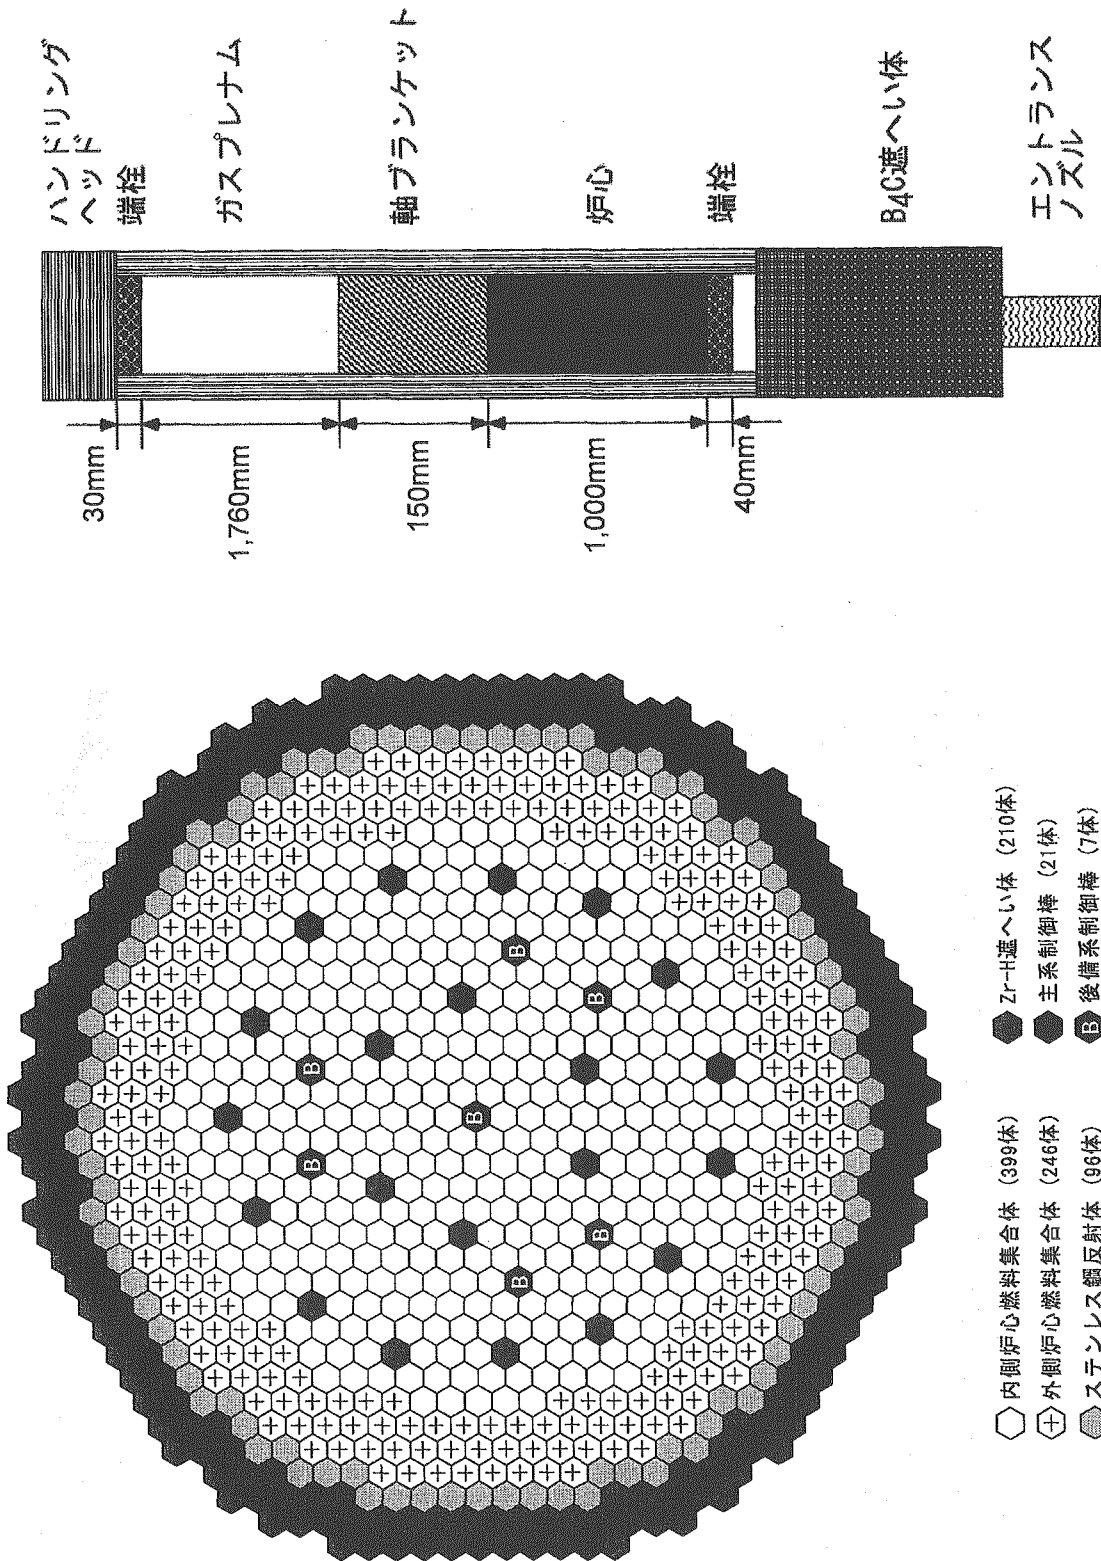 ハンドリング
ヘッド
端栓
ガスプレナム
軸ブランケット
炉心
端栓
B4C遮へい体
エントランス
ノズル
30mm
1,760mm
150mm
1,000mm
40mm
B
B
B
B
B
B
B
内側炉心燃料集合体 (399体)
外側炉心燃料集合体 (246体)
ステンレス鋼反射体 (96体)
Zr-H遮へい体 (210体)
主系制御棒 (21体)
B 後備系制御棒 (7体)